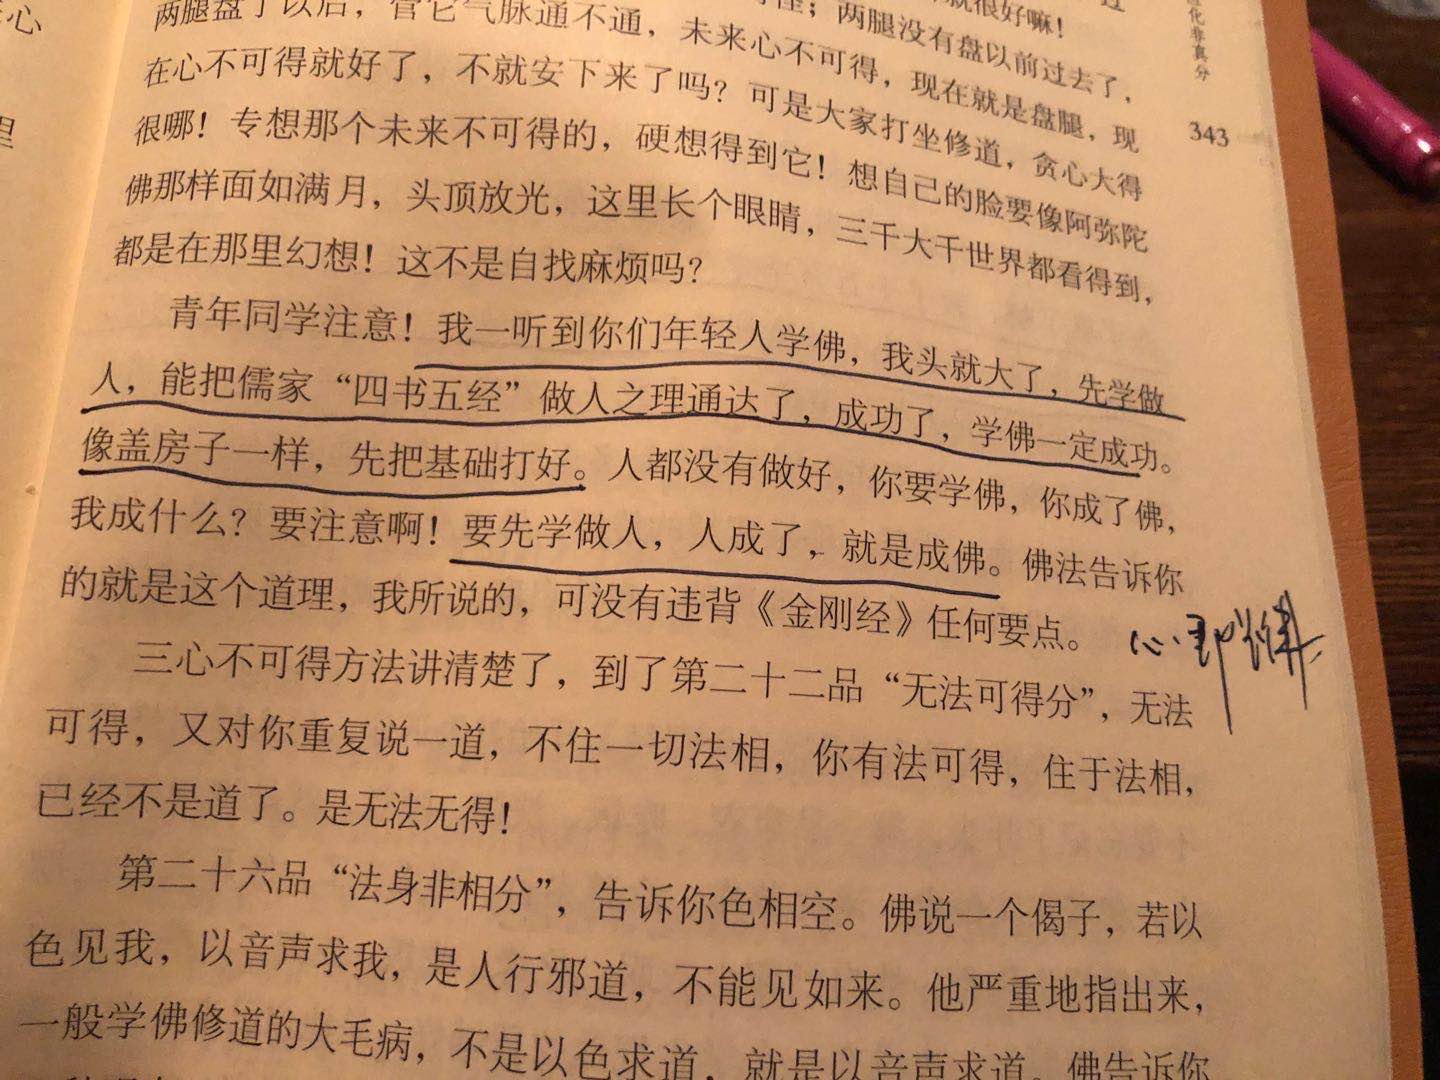 就很好嘛！
两腿盘了以后，管它气脉通不通，未来心不可得，现在就是盘腿，现
两腿没有盘以前过去了，
在心不可得就好了，不就安下来了吗？可是大家打坐修道，贪心大得
很哪！专想那个未来不可得的，硬想得到它！想自己的脸要像阿弥陀
佛那样面如满月，头顶放光，这里长个眼睛，三千大千世界都看得到，
都是在那里幻想！这不是自找麻烦吗？
青年同学注意！我一听到你们年轻人学佛，我头就大了，先学做
人，能把儒家“四书五经”做人之理通达了，成功了，学佛一定成功。
像盖房子一样，先把基础打好。人都没有做好，你要学佛，你成了佛，
我成什么？要注意啊！要先学做人，人成了，就是成佛。佛法告诉你
的就是这个道理，我所说的，可没有违背《金刚经》任何要点。
三心不可得方法讲清楚了，到了第二十二品“无法可得分”，无法
可得，又对你重复说一道，不住一切法相，你有法可得，住于法相，
已经不是道了。是无法无得！
第二十六品“法身非相分”，告诉你色相空。佛说一个偈子，若以
色见我，以音声求我，是人行邪道，不能见如来。他严重地指出来，
一般学佛修道的大毛病，不是以色求道，就是以音声求道。佛告诉你
化非真分
343
心
里